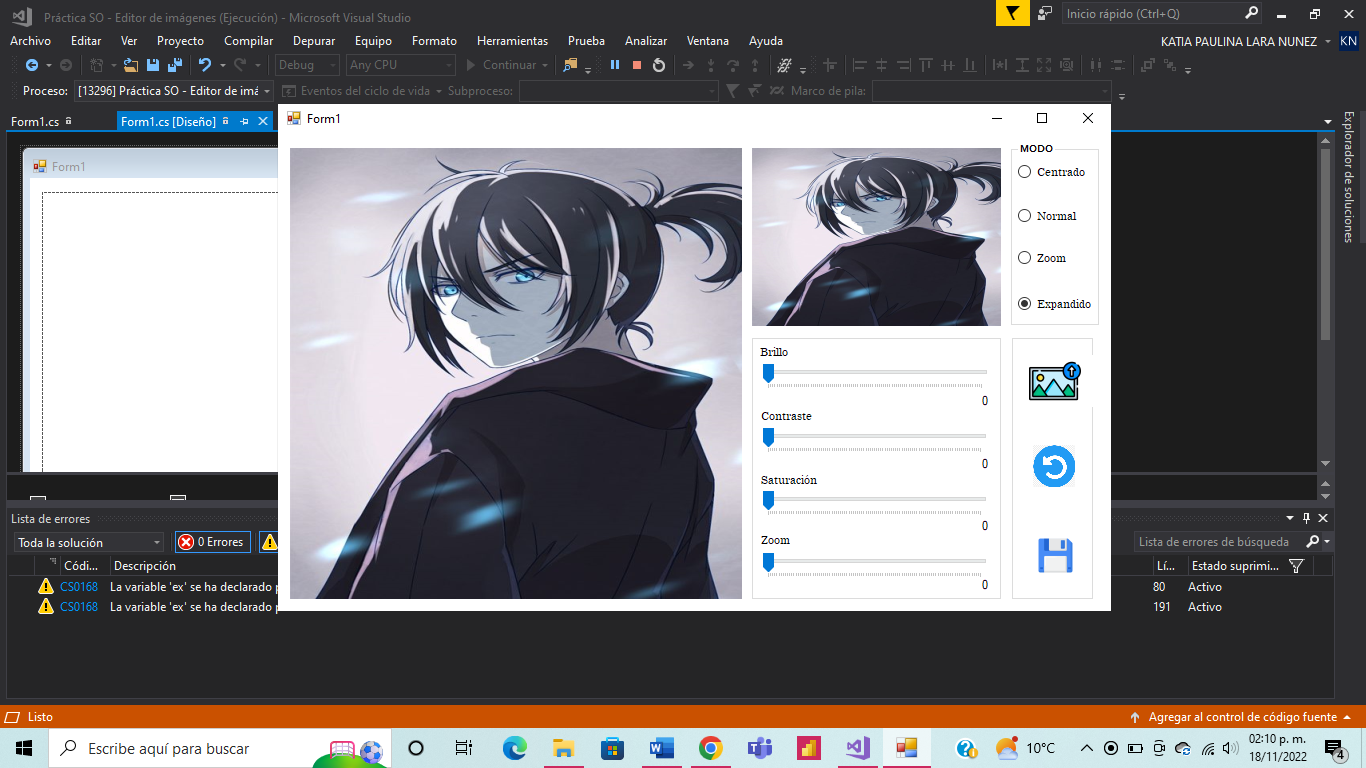 Práctica SO - Editor de imágenes (Ejecución) - Microsoft Visual Studio
Inicio rápido (Ctrl+Q)
Archivo Editar Ver Proyecto Compilar Depurar Equipo Formato Herramientas Prueba Analizar Ventana Ayuda
KATIA PAULINA LARA NUNEZ KN
Debug Any CPU Continuar
Proceso: [13296] Práctica SO - Editor de imá Eventos del ciclo de vida Subproceso: Marco de pila:
Form1.cs Form1.cs [Diseño]
Explorador de soluciones
Form1
Form1
MODO
Centrado
Normal
Zoom
Expandido
Brillo
0
Contraste
0
Saturación
0
Zoom
0
Lista de errores
Toda la solución 0 Errores
Lista de errores de búsqueda
Códi... Descripción Lí... Estado suprimi...
CS0168 La variable 'ex' se ha declarado 80 Activo
CS0168 La variable 'ex' se ha declarado 191 Activo
Listo
Agregar al control de código fuente
Escribe aquí para buscar
10°C
02:10 p. m.
18/11/2022
4